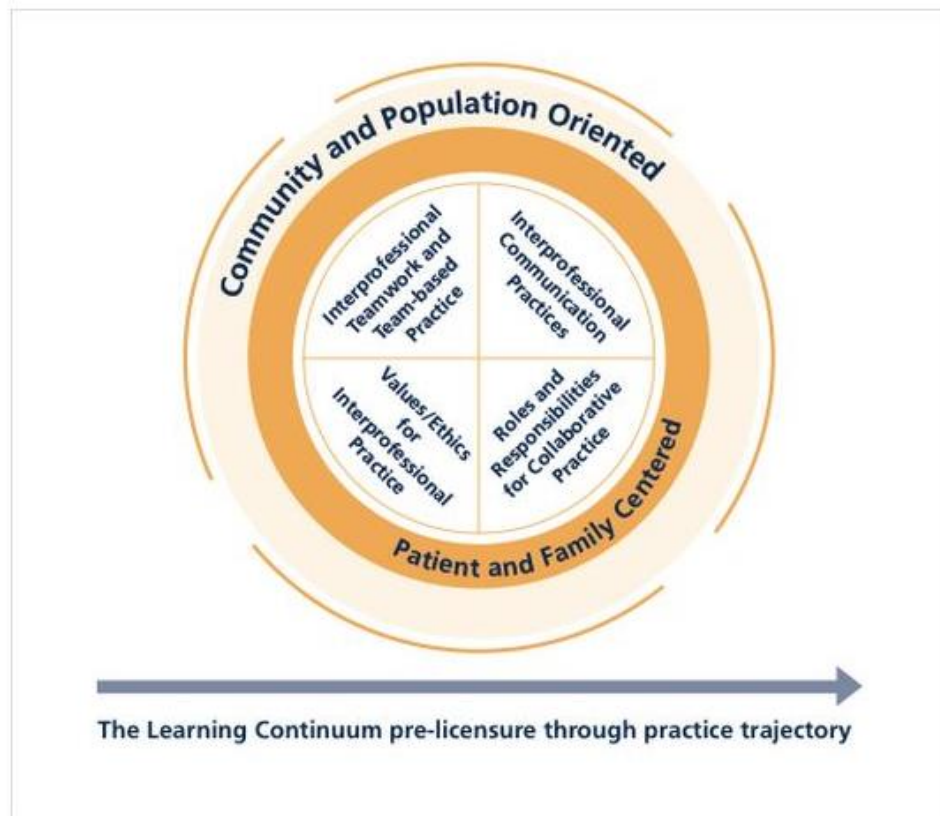 Community and Population Oriented
Interprofessional
Teamwork and
Team-based
Practice
Interprofessional
Communication
Practices
Values/Ethics
for
Interprofessional
Practice
Roles and
Responsibilities
for Collaborative
Practice
Patient and Family Centered
The Learning Continuum pre-licensure through practice trajectory